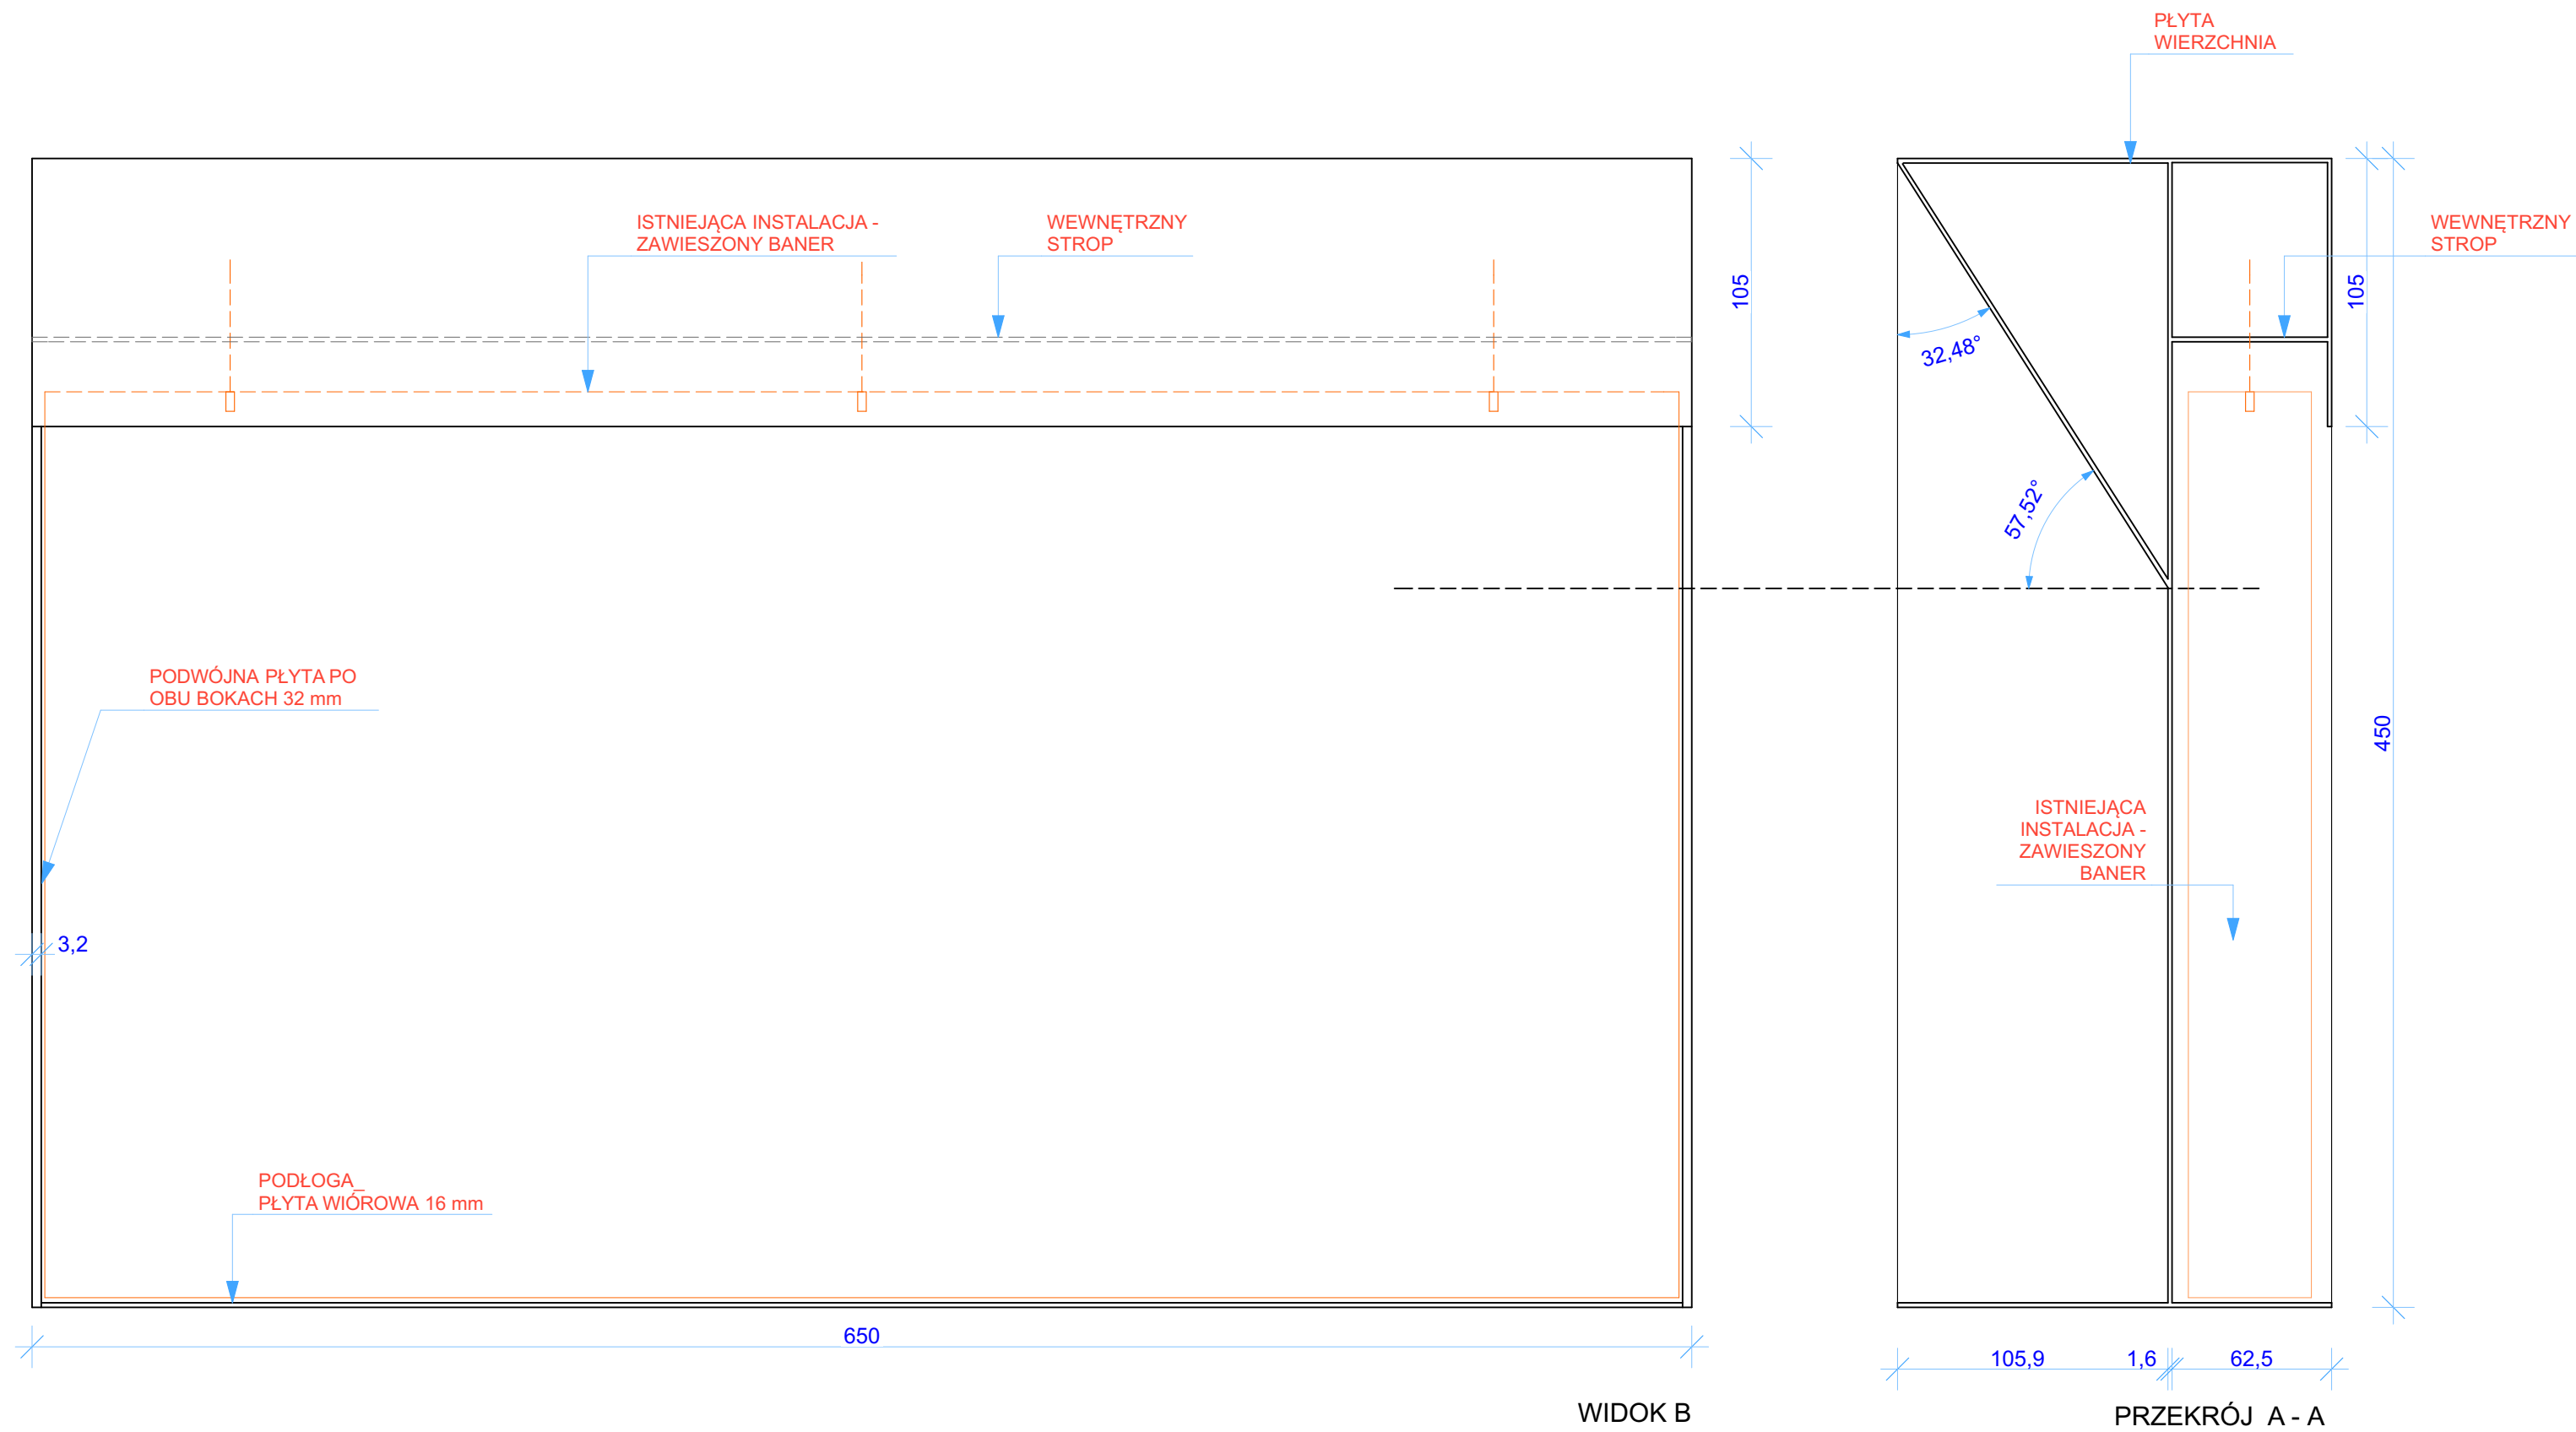 PŁYTA
WIERZCHNIA
ISTNIEJĄCA INSTALACJA -
ZAWIESZONY BANER
WEWNĘTRZNY
STROP
105
32,48°
57,52°
105
WEWNĘTRZNY
STROP
450
PODWÓJNA PŁYTA PO
OBU BOKACH 32 mm
ISTNIEJĄCA
INSTALACJA -
ZAWIESZONY
BANER
3,2
PODŁOGA_
PŁYTA WIÓROWA 16 mm
650
105,9
1,6
62,5
WIDOK B
PRZEKRÓJ A - A